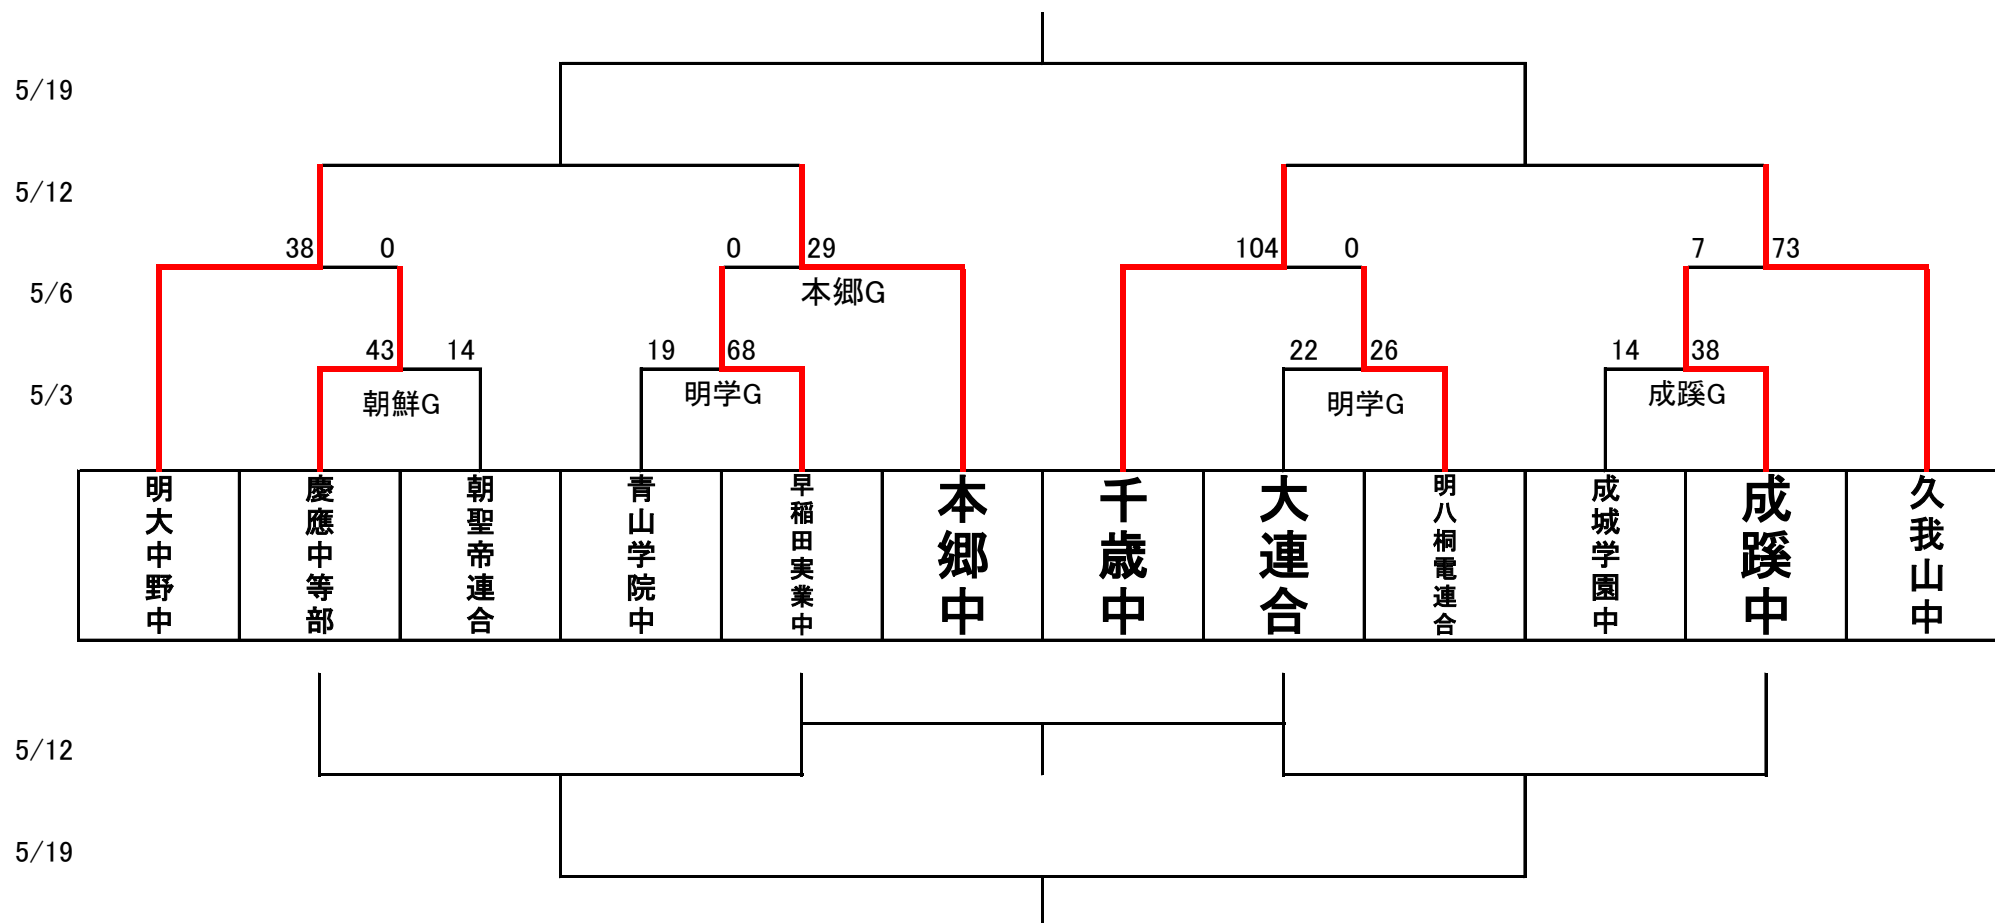 5/19
5/12
38 0 0 29 104 0 7 73
5/6
本郷G
43 14 19 68 22 26 14 38
5/3
朝鮮G 明学G 明学G 成蹊G
明大中野中
慶應中等部
朝聖帝連合
青山学院中
早稲田実業中
本郷中
千歳中
大連合
明八桐電連合
成城学園中
成蹊中
久我山中
5/12
5/19